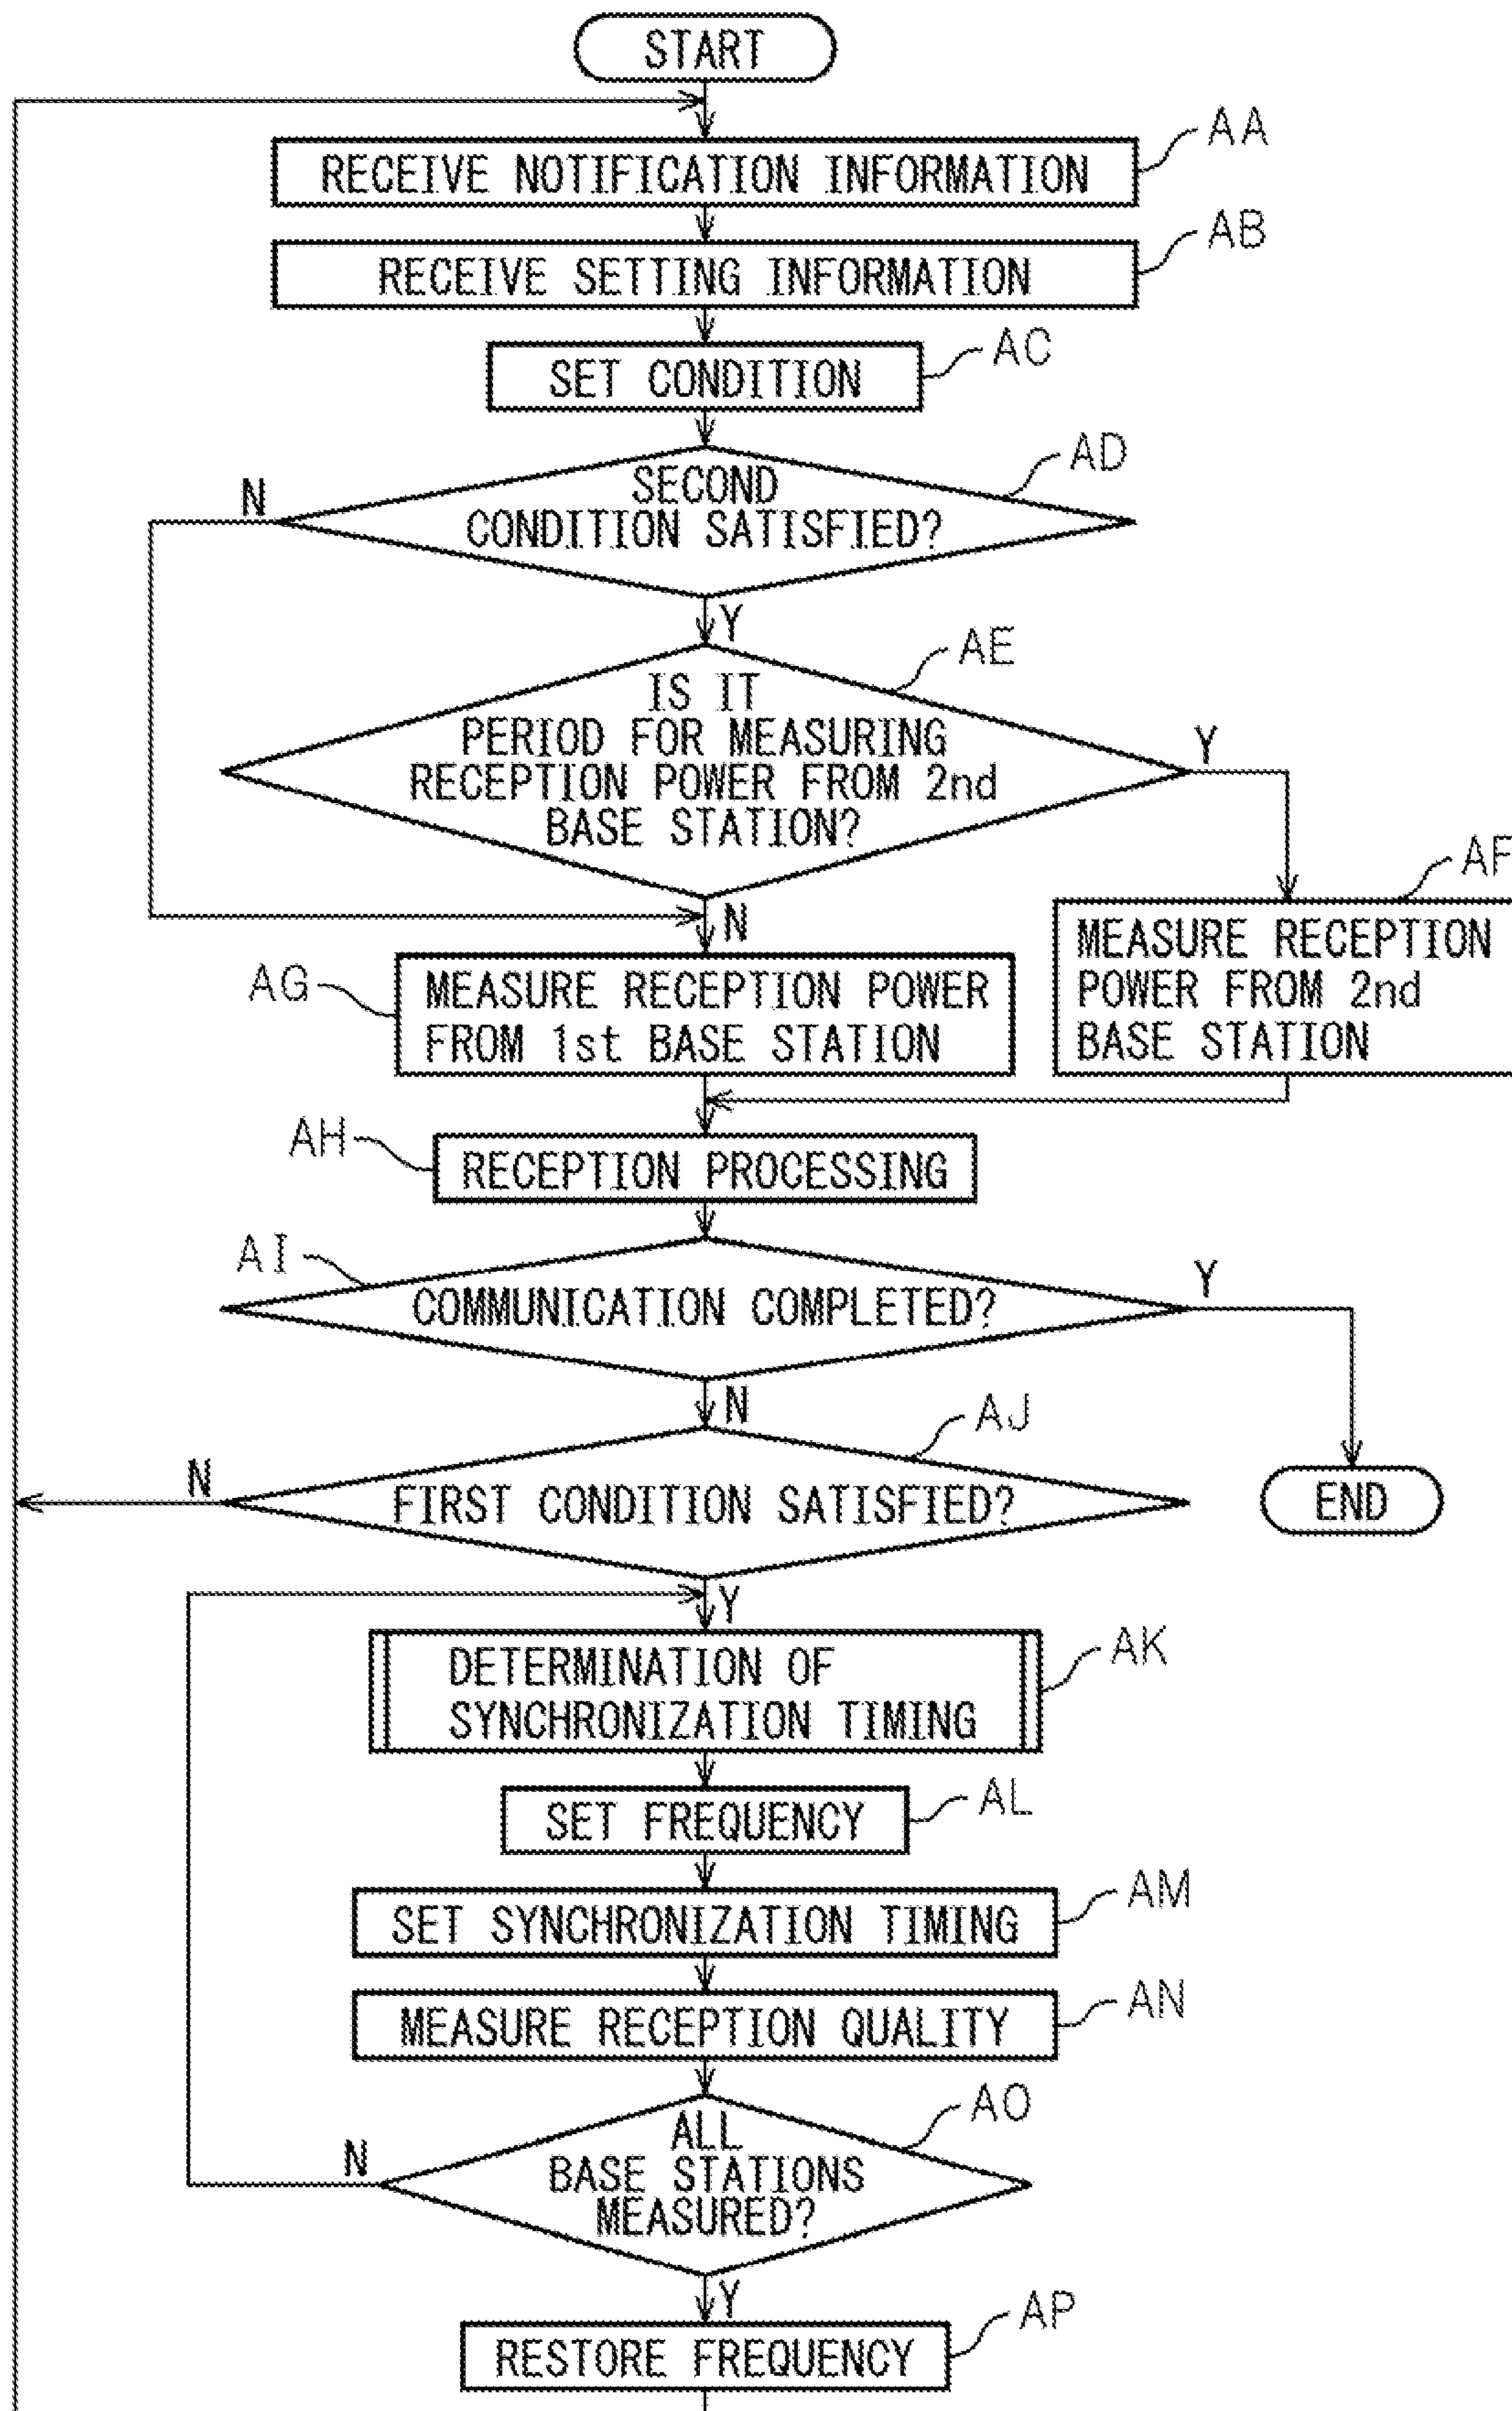 START
AA
RECEIVE NOTIFICATION INFORMATION
AB
RECEIVE SETTING INFORMATION
AC
SET CONDITION
AD
N
SECOND
CONDITION SATISFIED?
Y
AE
IS IT
PERIOD FOR MEASURING
RECEPTION POWER FROM 2nd
BASE STATION?
Y
N
AF
MEASURE RECEPTION
POWER FROM 2nd
BASE STATION
AG
MEASURE RECEPTION POWER
FROM 1st BASE STATION
AH
RECEPTION PROCESSING
AI
COMMUNICATION COMPLETED?
Y
N
AJ
N
FIRST CONDITION SATISFIED?
END
Y
AK
DETERMINATION OF
SYNCHRONIZATION TIMING
AL
SET FREQUENCY
AM
SET SYNCHRONIZATION TIMING
AN
MEASURE RECEPTION QUALITY
AO
N
ALL
BASE STATIONS
MEASURED?
Y
AP
RESTORE FREQUENCY